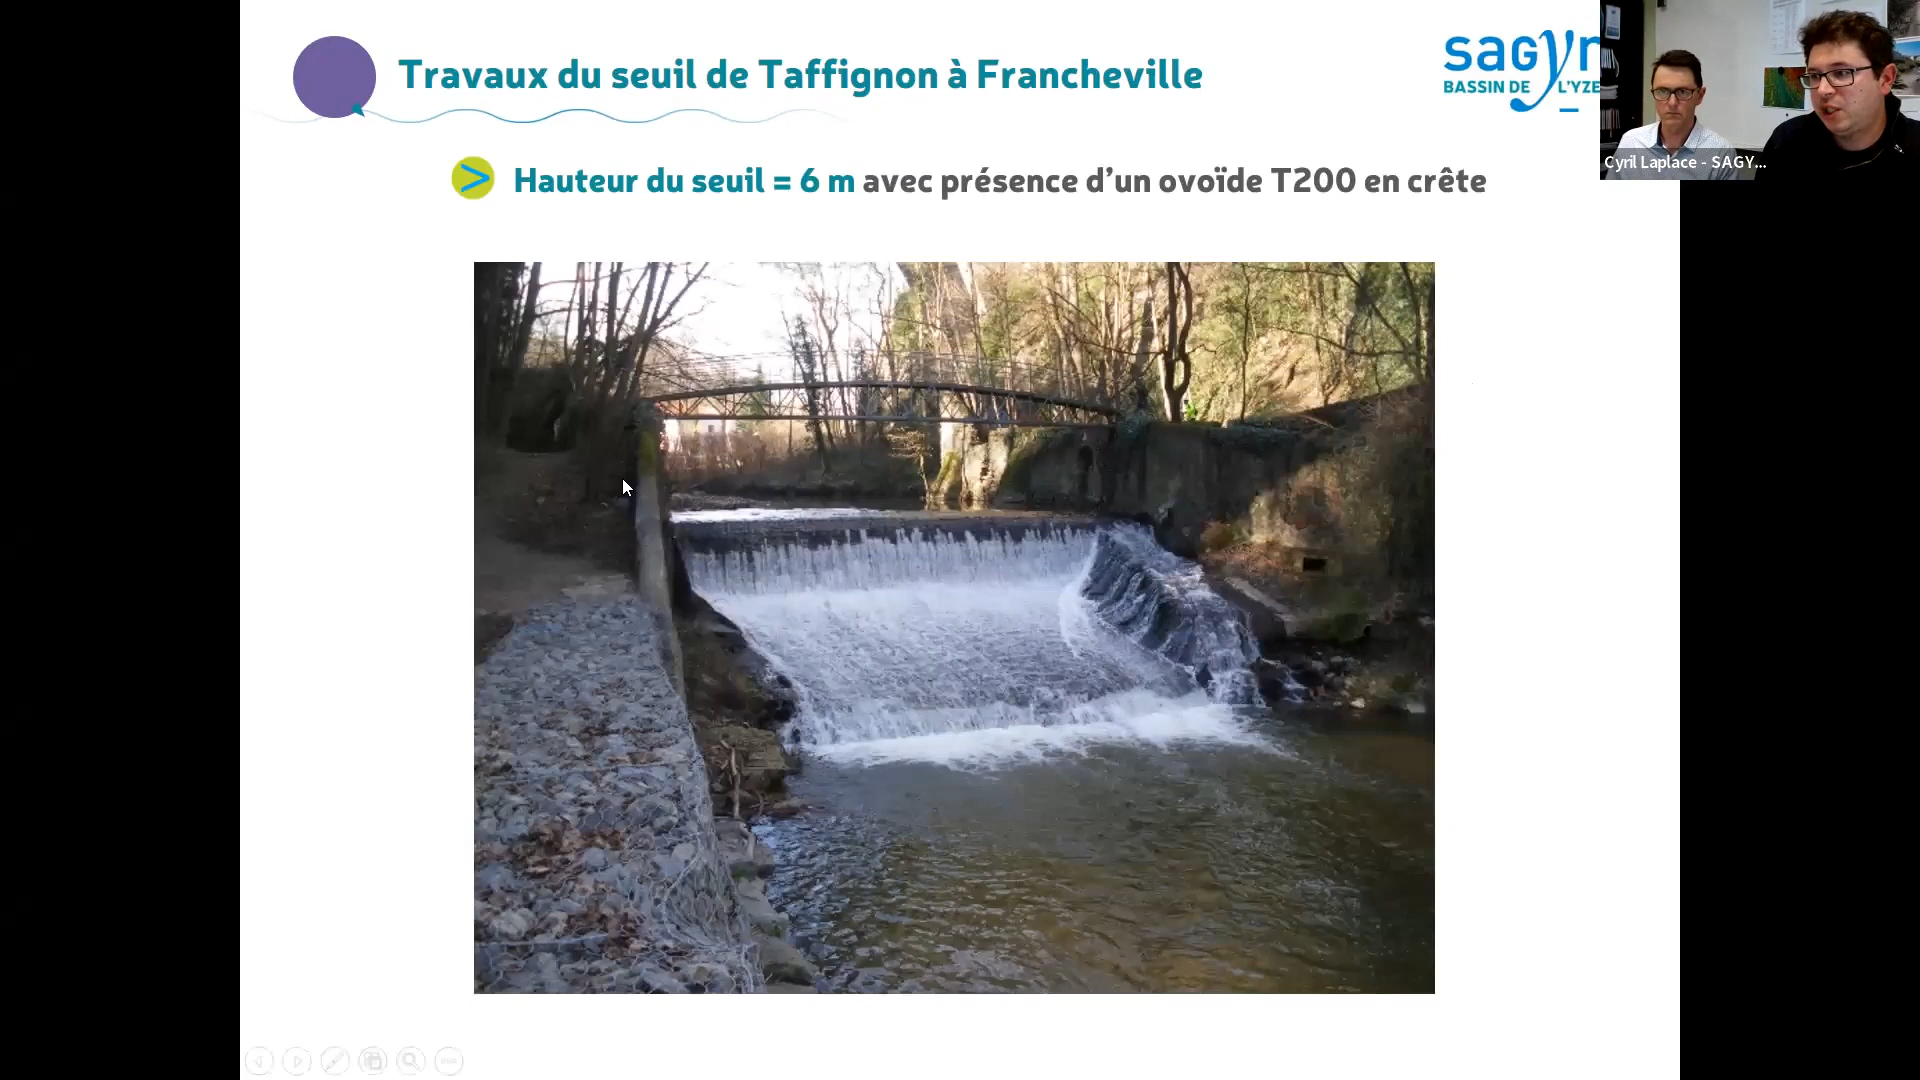 Travaux du seuil de Taffignon à Francheville
sagyr
BASSIN DE L'YZE
> Hauteur du seuil = 6 m avec présence d'un ovoïde T200 en crête
Cyril Laplace - SAGY...